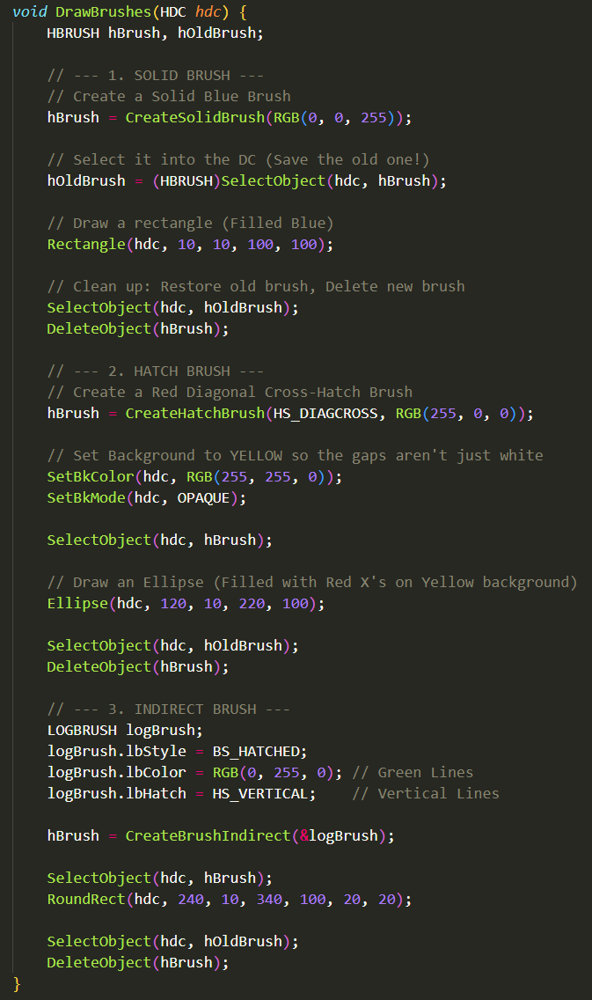 void DrawBrushes(HDC hdc) {
    HBRUSH hBrush, hOldBrush;

    // --- 1. SOLID BRUSH ---
    // Create a Solid Blue Brush
    hBrush = CreateSolidBrush(RGB(0, 0, 255));

    // Select it into the DC (Save the old one!)
    hOldBrush = (HBRUSH)SelectObject(hdc, hBrush);

    // Draw a rectangle (Filled Blue)
    Rectangle(hdc, 10, 10, 100, 100);

    // Clean up: Restore old brush, Delete new brush
    SelectObject(hdc, hOldBrush);
    DeleteObject(hBrush);

    // --- 2. HATCH BRUSH ---
    // Create a Red Diagonal Cross-Hatch Brush
    hBrush = CreateHatchBrush(HS_DIAGCROSS, RGB(255, 0, 0));

    // Set Background to YELLOW so the gaps aren't just white
    SetBkColor(hdc, RGB(255, 255, 0));
    SetBkMode(hdc, OPAQUE);

    SelectObject(hdc, hBrush);

    // Draw an Ellipse (Filled with Red X's on Yellow background)
    Ellipse(hdc, 120, 10, 220, 100);

    SelectObject(hdc, hOldBrush);
    DeleteObject(hBrush);

    // --- 3. INDIRECT BRUSH ---
    LOGBRUSH logBrush;
    logBrush.lbStyle = BS_HATCHED;
    logBrush.lbColor = RGB(0, 255, 0); // Green Lines
    logBrush.lbHatch = HS_VERTICAL;    // Vertical Lines

    hBrush = CreateBrushIndirect(&logBrush);

    SelectObject(hdc, hBrush);
    RoundRect(hdc, 240, 10, 340, 100, 20, 20);

    SelectObject(hdc, hOldBrush);
    DeleteObject(hBrush);
}